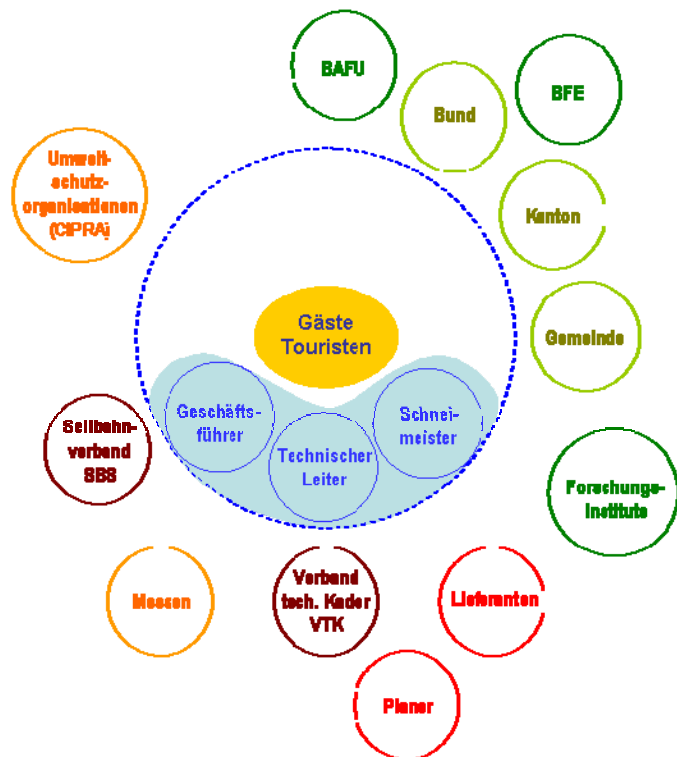 BAFU
Bund
BFE
Umwelt-
schutz-
organisationen
(CIPRA)
Kanton
Gäste
Touristen
Gemeinde
Geschäfts-
führer
Schnei-
meister
Technischer
Leiter
Seilbahn-
verband
SBS
Forschungs-
institute
Messen
Verband
tech. Kader
VTK
Lieferanten
Planer